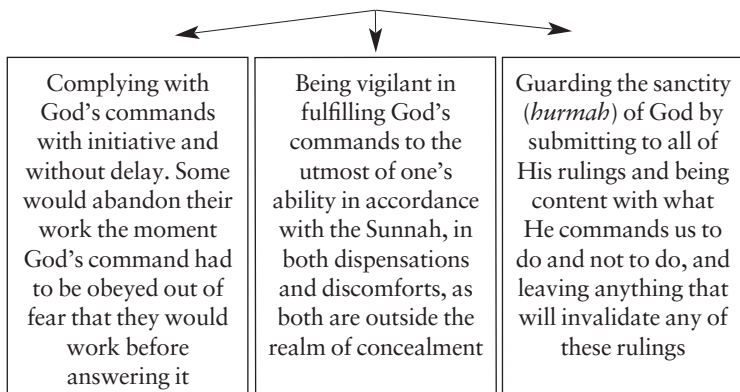 Complying with
God's commands
with initiative and
without delay. Some
would abandon their
work the moment
God's command had
to be obeyed out of
fear that they would
work before
answering it
Being vigilant in
fulfilling God's
commands to the
utmost of one's
ability in accordance
with the Sunnah, in
both dispensations
and discomforts, as
both are outside the
realm of concealment
Guarding the sanctity
(hurmah) of God by
submitting to all of
His rulings and being
content with what
He commands us to
do and not to do, and
leaving anything that
will invalidate any of
these rulings